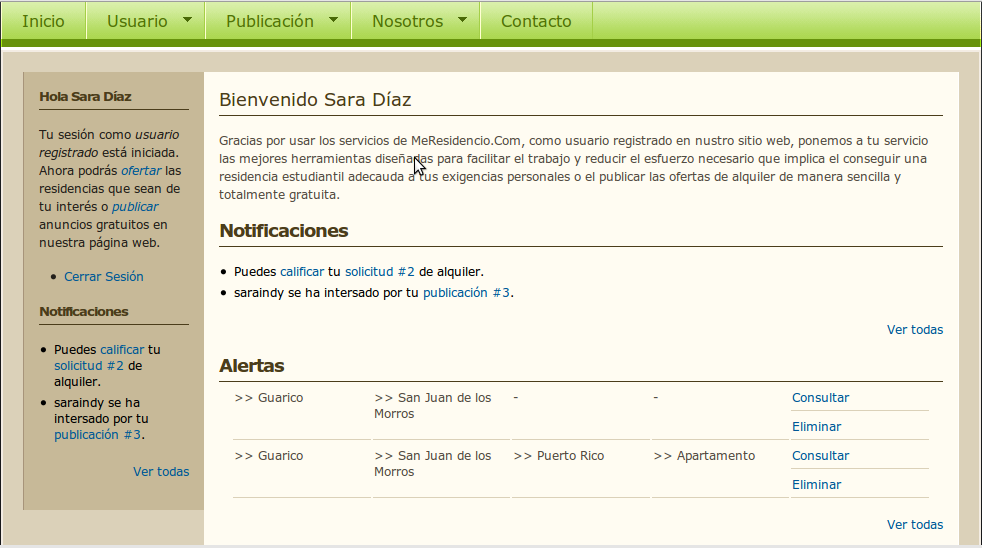 Inicio Usuario Publicación Nosotros Contacto
Hola Sara Díaz
Tu sesión como usuario
registrado está iniciada.
Ahora podrás ofertar las
residencias que sean de
tu interés o publicar
anuncios gratuitos en
nuestra página web.
Cerrar Sesión
Notificaciones
Puedes calificar tu
solicitud #2 de
alquiler.
saraindy se ha
intersado por tu
publicación #3.
Ver todas
Bienvenido Sara Díaz
Gracias por usar los servicios de MeResidencio.Com, como usuario registrado en nustro sitio web, ponemos a tu servicio
las mejores herramientas diseñadas para facilitar el trabajo y reducir el esfuerzo necesario que implica el conseguir una
residencia estudiantil adecauda a tus exigencias personales o el publicar las ofertas de alquiler de manera sencilla y
totalmente gratuita.
Notificaciones
Puedes calificar tu solicitud #2 de alquiler.
saraindy se ha intersado por tu publicación #3.
Ver todas
Alertas
>> Guarico >> San Juan de los - - Consultar
Morros
Eliminar
>> Guarico >> San Juan de los >> Puerto Rico >> Apartamento Consultar
Morros
Eliminar
Ver todas